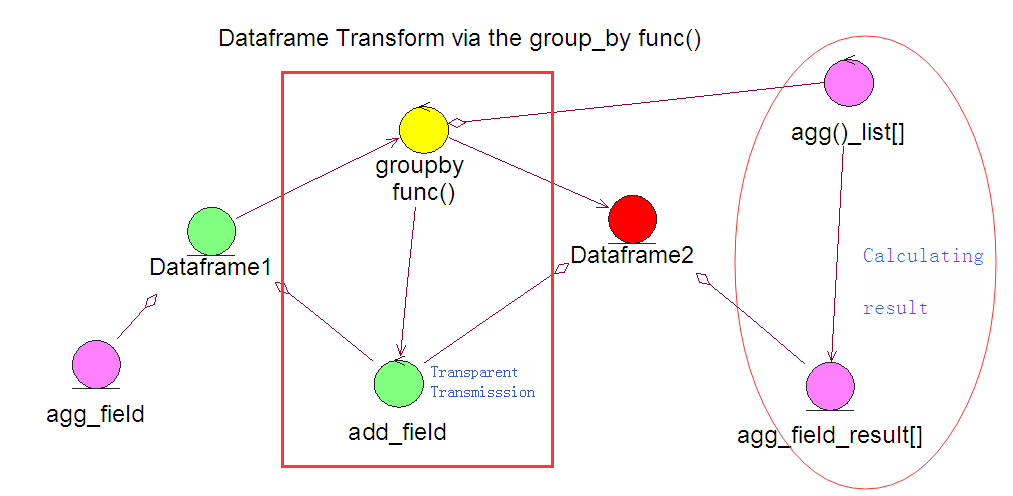 Dataframe Transform via the group_by func()
agg()_list[]
groupby
func()
Dataframe1
Dataframe2
Calculating
result
Transparent
Transmisssion
agg_field
add_field
agg_field_result[]